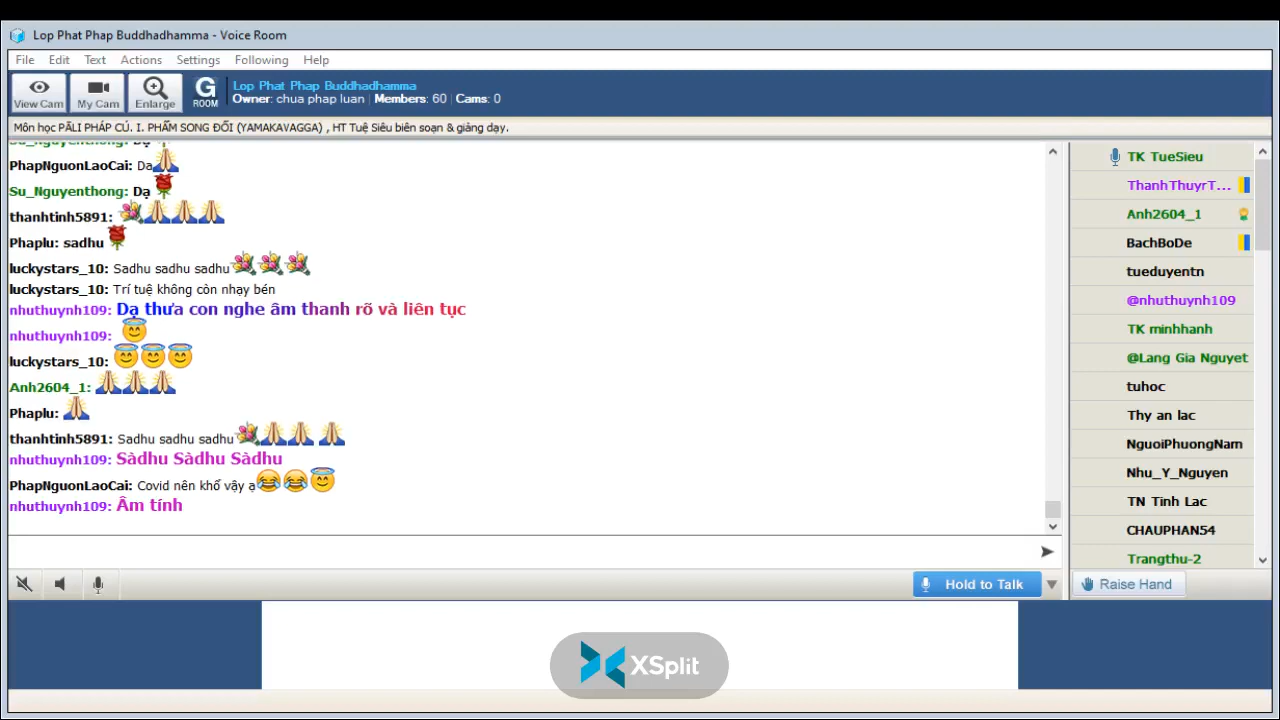 Lop Phat Phap Buddhadhamma - Voice Room
File Edit Text Actions Settings Following Help
View Cam My Cam Enlarge G ROOM
Lop Phat Phap Buddhadhamma
Owner: chua phap luan | Members: 60 | Cams: 0
Môn học PĀLI PHÁP CÚ. I. PHẨM SONG ĐỐI (YAMAKAVAGGA) , HT Tuệ Siêu biên soạn & giảng dạy.
Su_Nguyenthong: Dạ
PhapNguonLaoCai: Da
Su_Nguyenthong: Dạ
thanhtinh5891:
Phaplu: sadhu
luckystars_10: Sadhu sadhu sadhu
luckystars_10: Trí tuệ không còn nhạy bén
nhuthuynh109: Dạ thưa con nghe âm thanh rõ và liên tục
nhuthuynh109:
luckystars_10:
Anh2604_1:
Phaplu:
thanhtinh5891: Sadhu sadhu sadhu
nhuthuynh109: Sàdhu Sàdhu Sàdhu
PhapNguonLaoCai: Covid nên khổ vậy ạ
nhuthuynh109: Âm tính
TK TueSieu
ThanhThuyrT...
Anh2604_1
BachBoDe
tueduyentn
@nhuthuynh109
TK minhhanh
@Lang Gia Nguyet
tuhoc
Thy an lac
NguoiPhuongNam
Nhu_Y_Nguyen
TN Tinh Lac
CHAUPHAN54
Trangthu-2
Hold to Talk
Raise Hand
XSplit